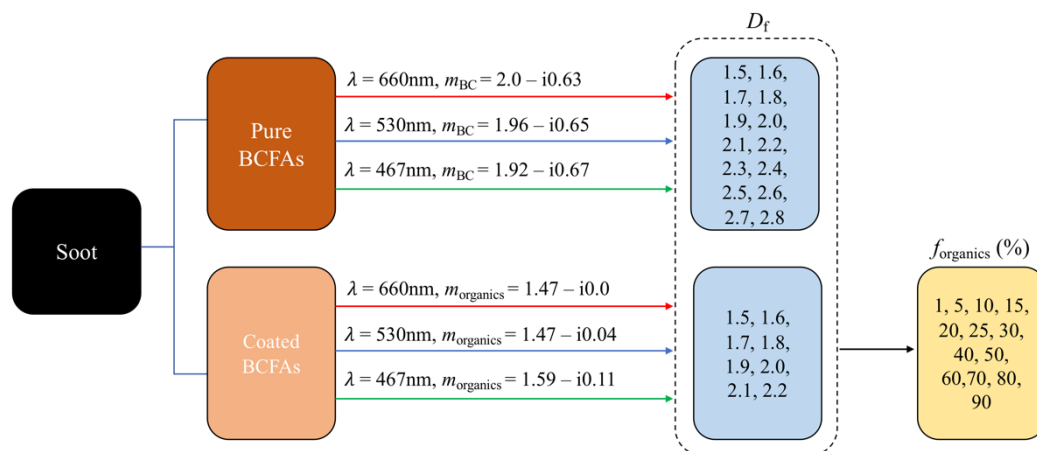 D_f
λ = 660nm, m_BC = 2.0 – i0.63
λ = 530nm, m_BC = 1.96 – i0.65
λ = 467nm, m_BC = 1.92 – i0.67
Pure
BCFAs
1.5, 1.6,
1.7, 1.8,
1.9, 2.0,
2.1, 2.2,
2.3, 2.4,
2.5, 2.6,
2.7, 2.8
Soot
λ = 660nm, m_organics = 1.47 – i0.0
λ = 530nm, m_organics = 1.47 – i0.04
λ = 467nm, m_organics = 1.59 – i0.11
Coated
BCFAs
1.5, 1.6,
1.7, 1.8,
1.9, 2.0,
2.1, 2.2
f_organics (%)
1, 5, 10, 15,
20, 25, 30,
40, 50,
60,70, 80,
90